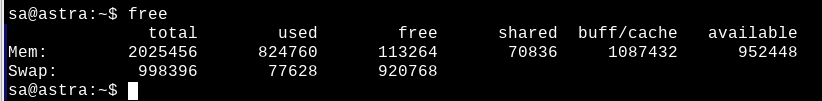 sa@astra:~$ free
total used free shared buff/cache available
Mem: 2025456 824760 113264 70836 1087432 952448
Swap: 998396 77628 920768
sa@astra:~$